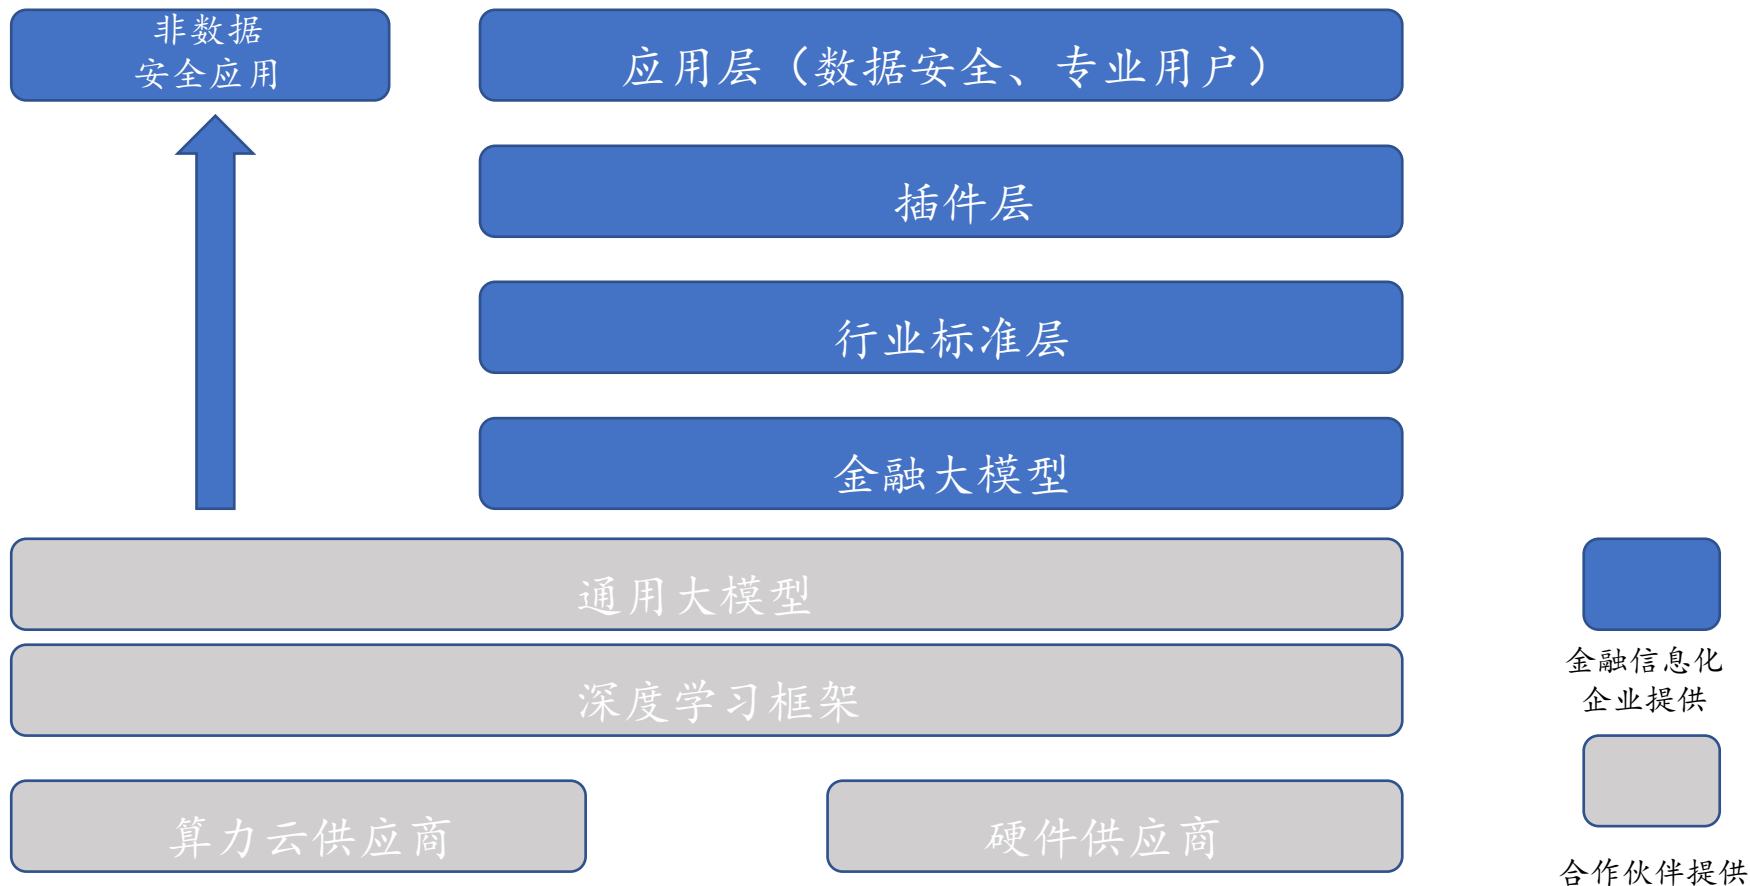 非数据
安全应用
应用层（数据安全、专业用户）
插件层
行业标准层
金融大模型
通用大模型
深度学习框架
算力云供应商
硬件供应商
金融信息化
企业提供
合作伙伴提供